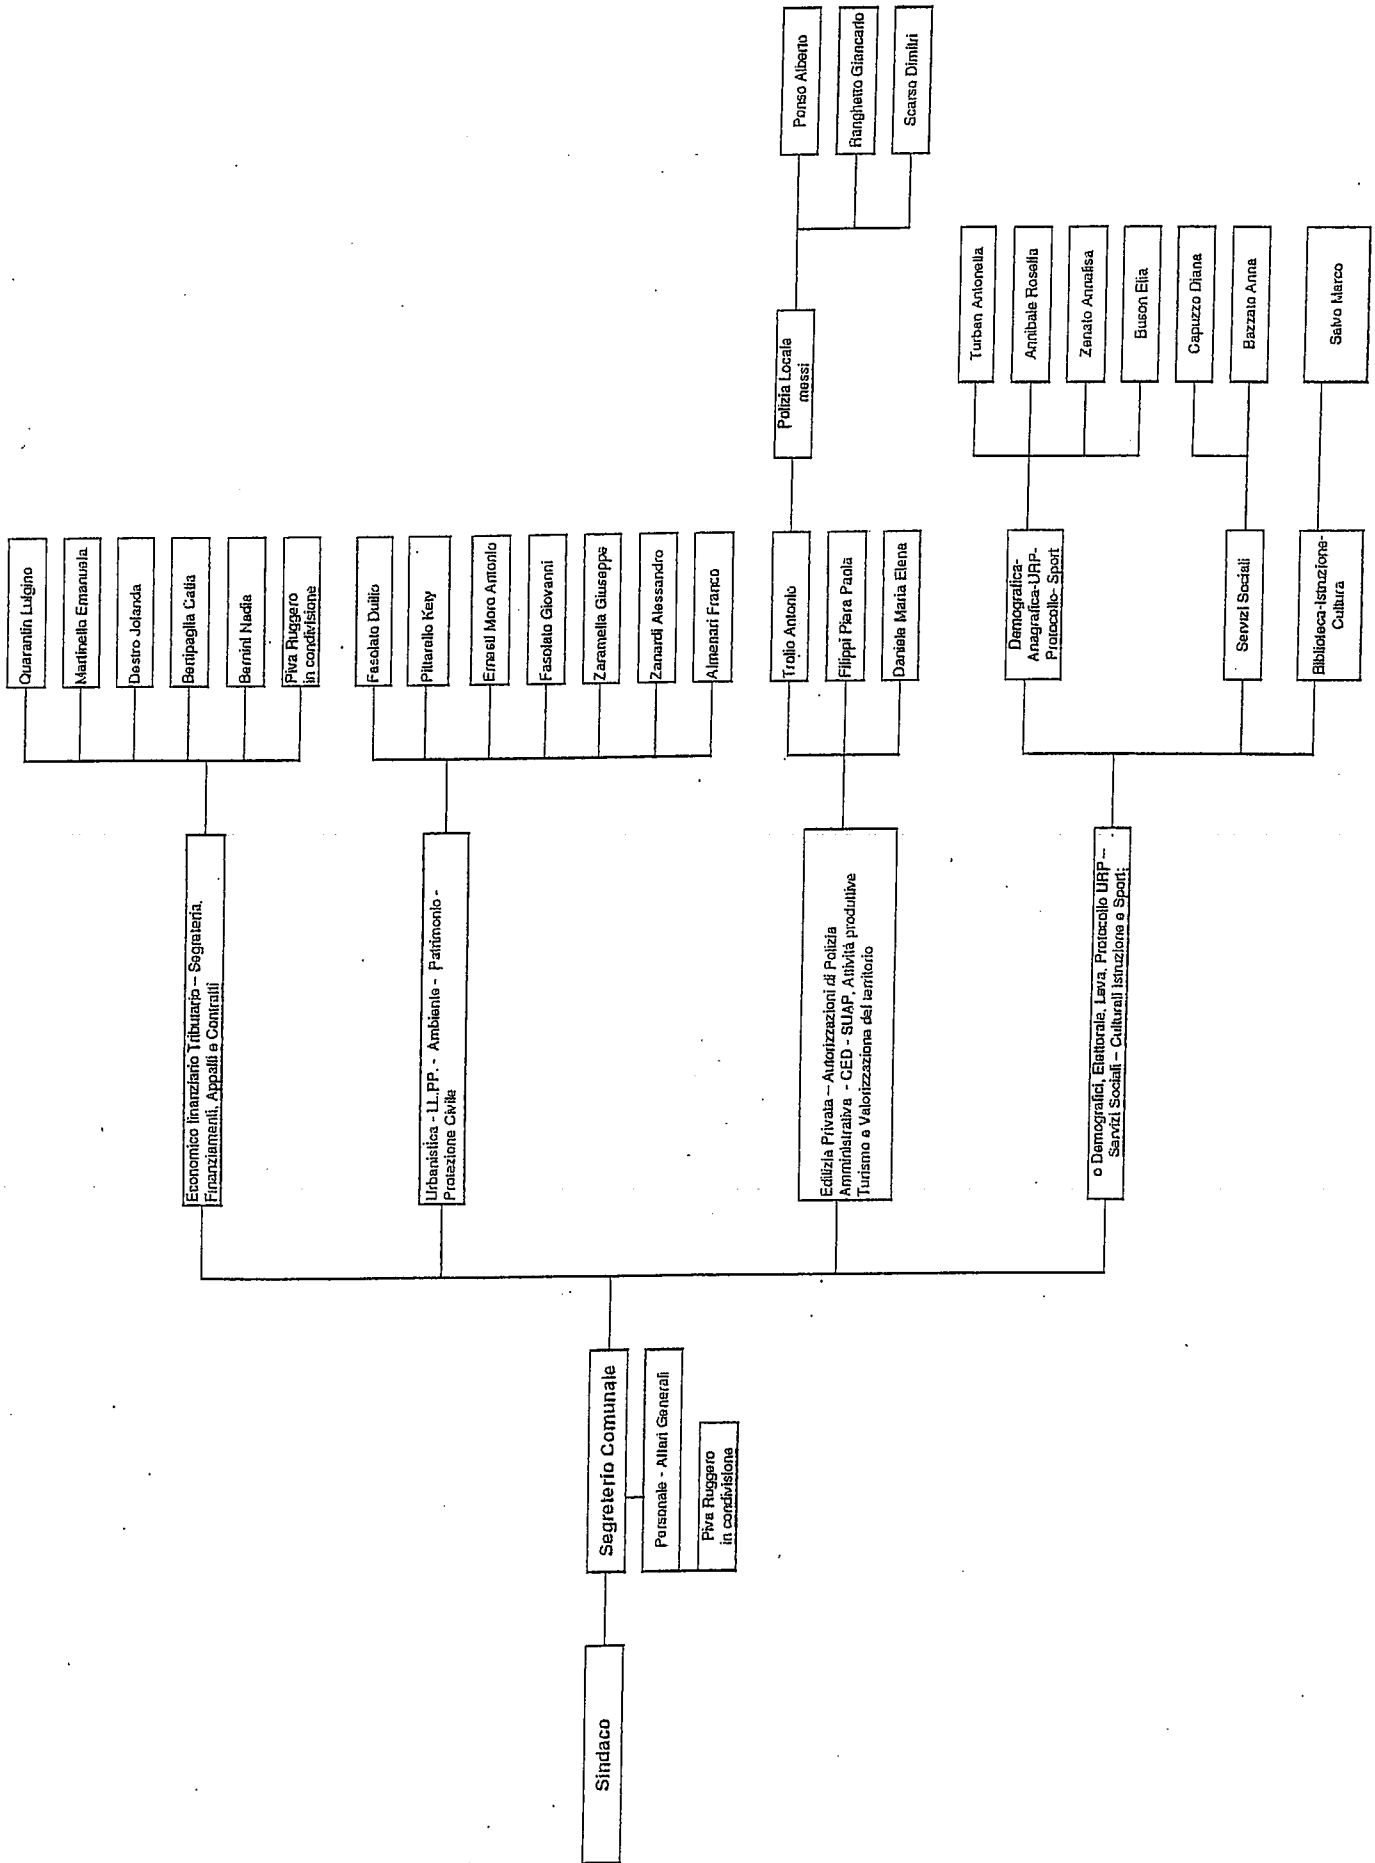 Sindaco
Segreterio Comunale
Personale - Affari Generali
Piva Ruggero
in condivisione
Economico finanziario Tributario – Segreteria,
Finanziamenti, Appalti e Contratti
Quarantin Luigino
Martinello Emanuela
Destro Jolanda
Bertipaglia Catia
Bernini Nadia
Piva Ruggero
in condivisione
Urbanistica - LL.PP. - Ambiente - Patrimonio -
Protezione Civile
Fasolato Duilio
Pittarello Kety
Ernesti Moro Antonio
Fasolato Giovanni
Zaramella Giuseppe
Zanardi Alessandro
Almenari Franco
Edilizia Privata – Autorizzazioni di Polizia
Amministrativa - CED - SUAP, Attività produttive
Turismo e Valorizzazione del territorio
Trolio Antonio
Filippi Piera Paola
Daniele Maria Elena
Polizia Locale
messi
Ponso Alberto
Ranghetto Giancarlo
Scarso Dimitri
o Demografici, Elettorale, Leva, Protocollo URP –
Servizi Sociali – Culturali Istruzione e Sport;
Demografica-
Anagrafica-URP-
Protocollo- Sport
Turban Antonella
Annibale Rosella
Zenato Annalisa
Buson Elia
Servizi Sociali
Capuzzo Diana
Bazzato Anna
Biblioteca-Istruzione-
Cultura
Salvo Marco